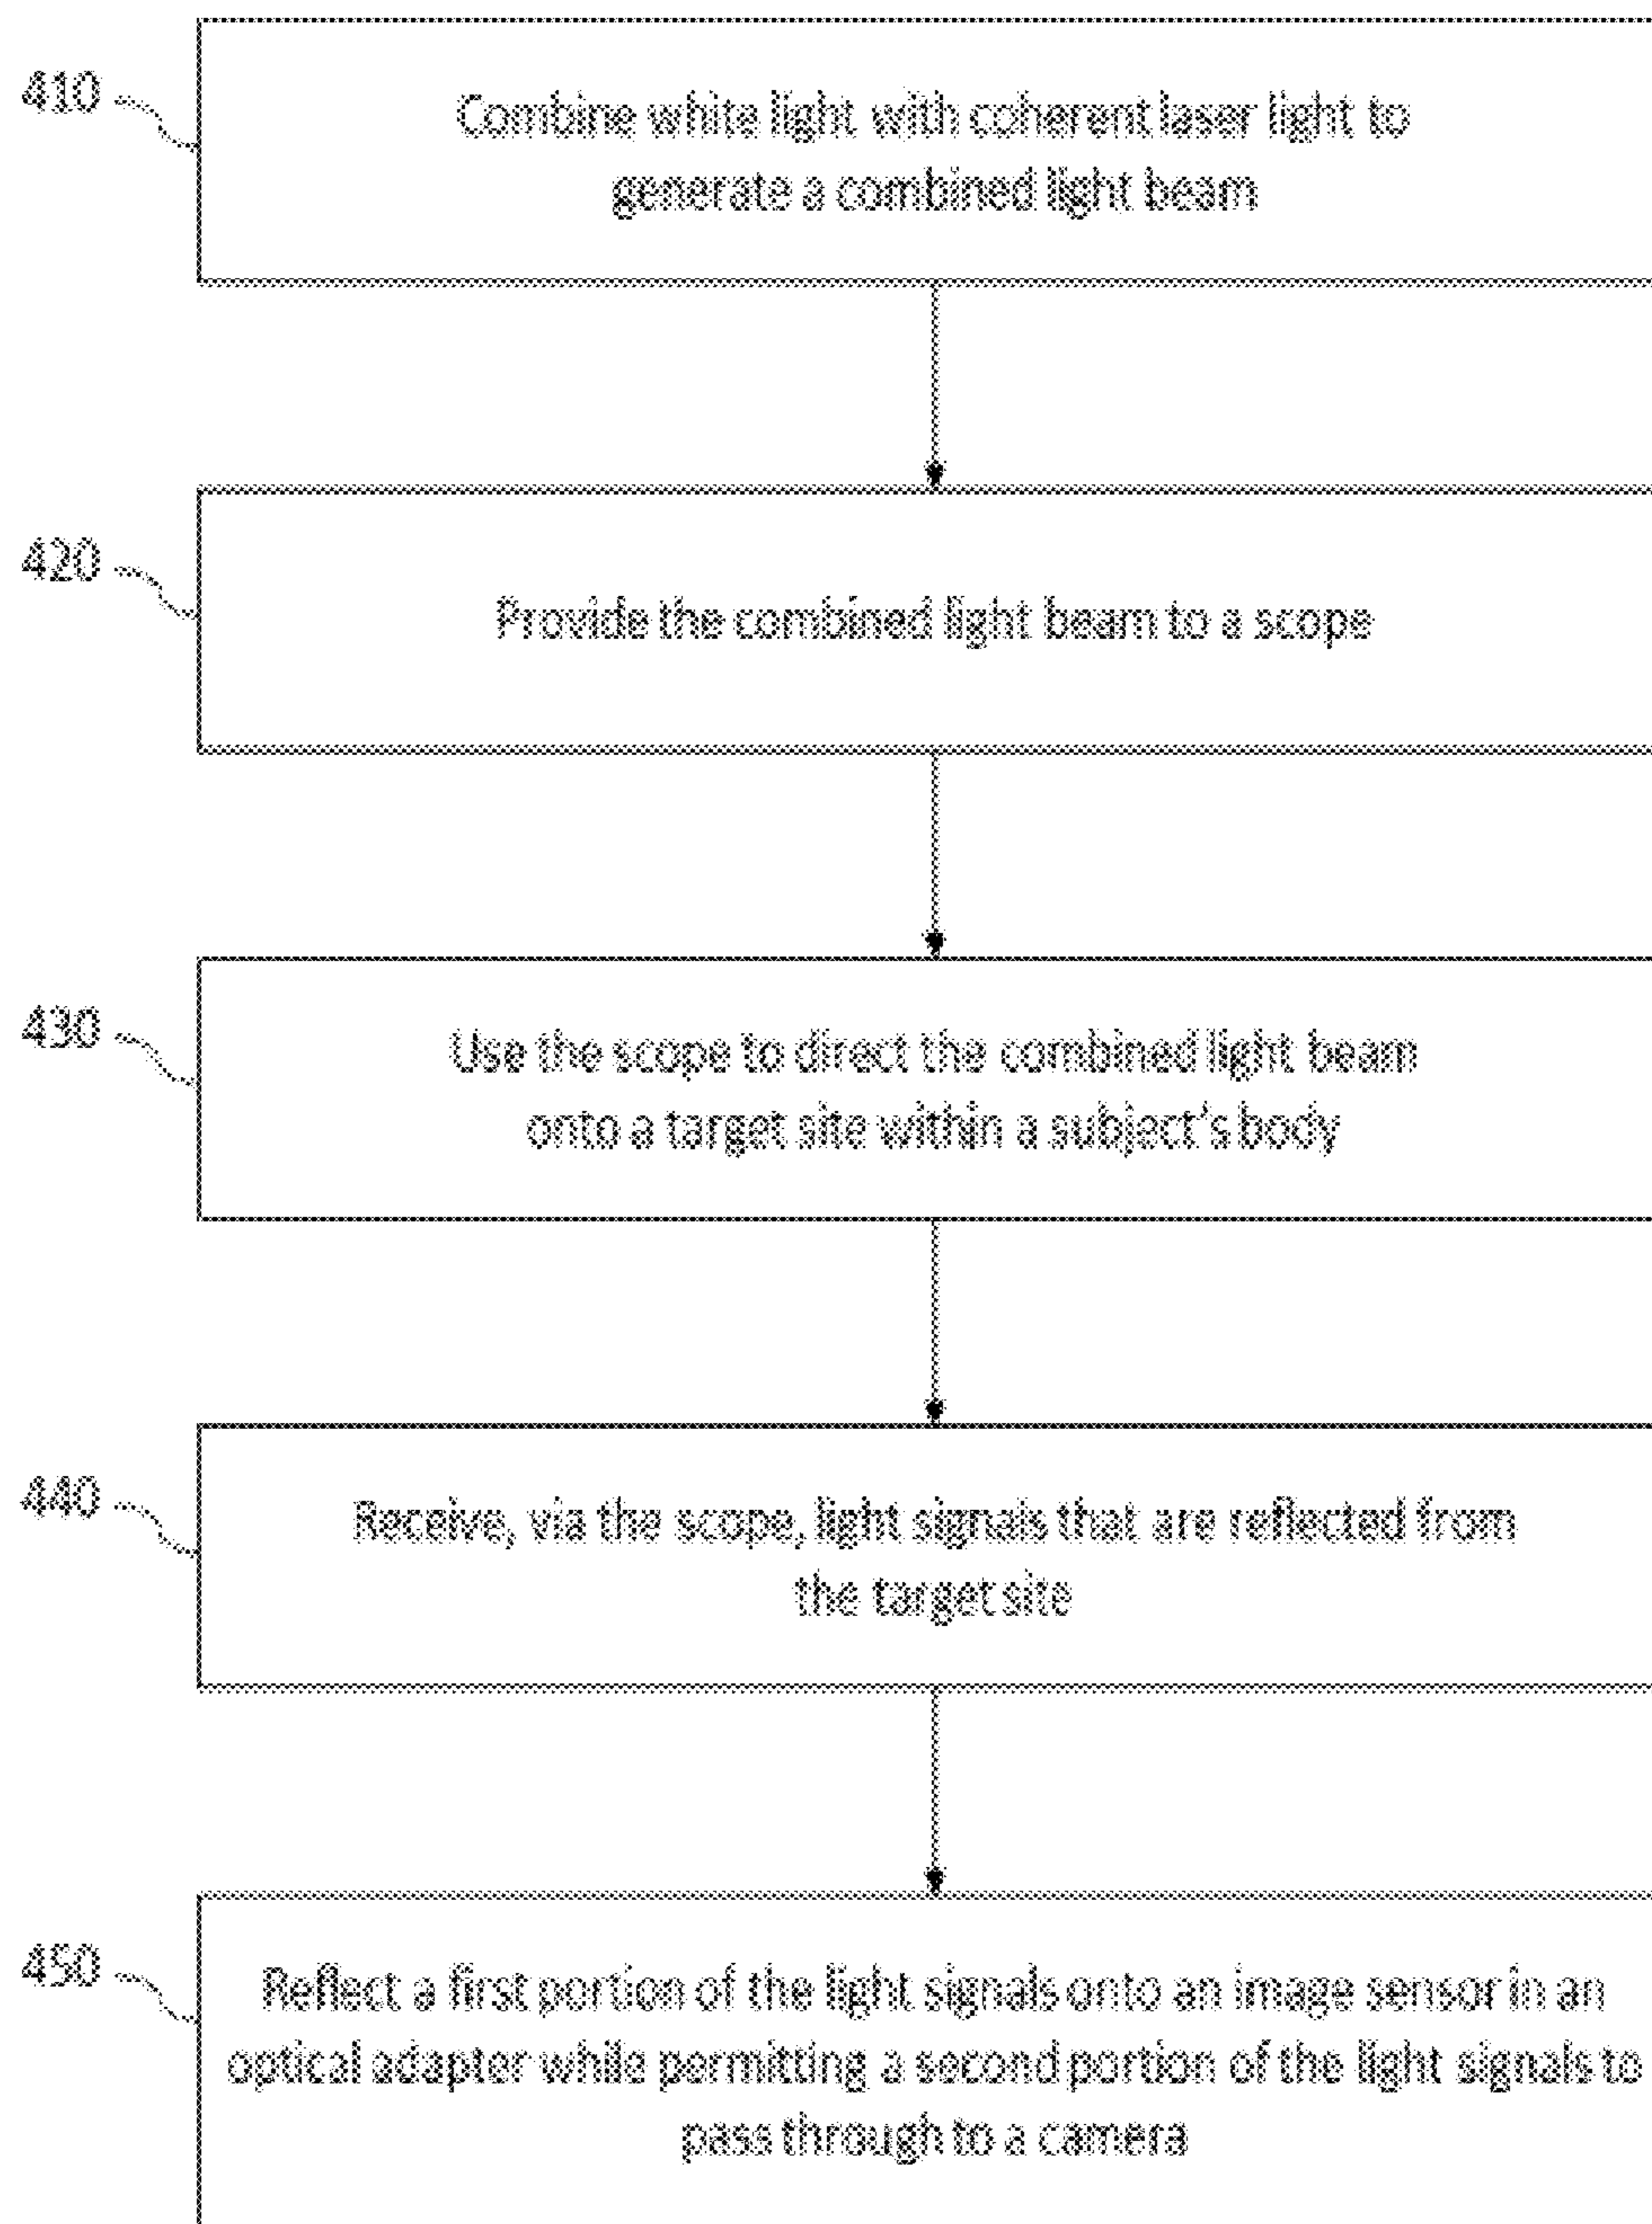 410
Combine white light with coherent laser light to
generate a combined light beam
420
Provide the combined light beam to a scope
430
Use the scope to direct the combined light beam
onto a target site within a subject's body
440
Receive, via the scope, light signals that are reflected from
the target site
450
Reflect a first portion of the light signals onto an image sensor in an
optical adapter while permitting a second portion of the light signals to
pass through to a camera